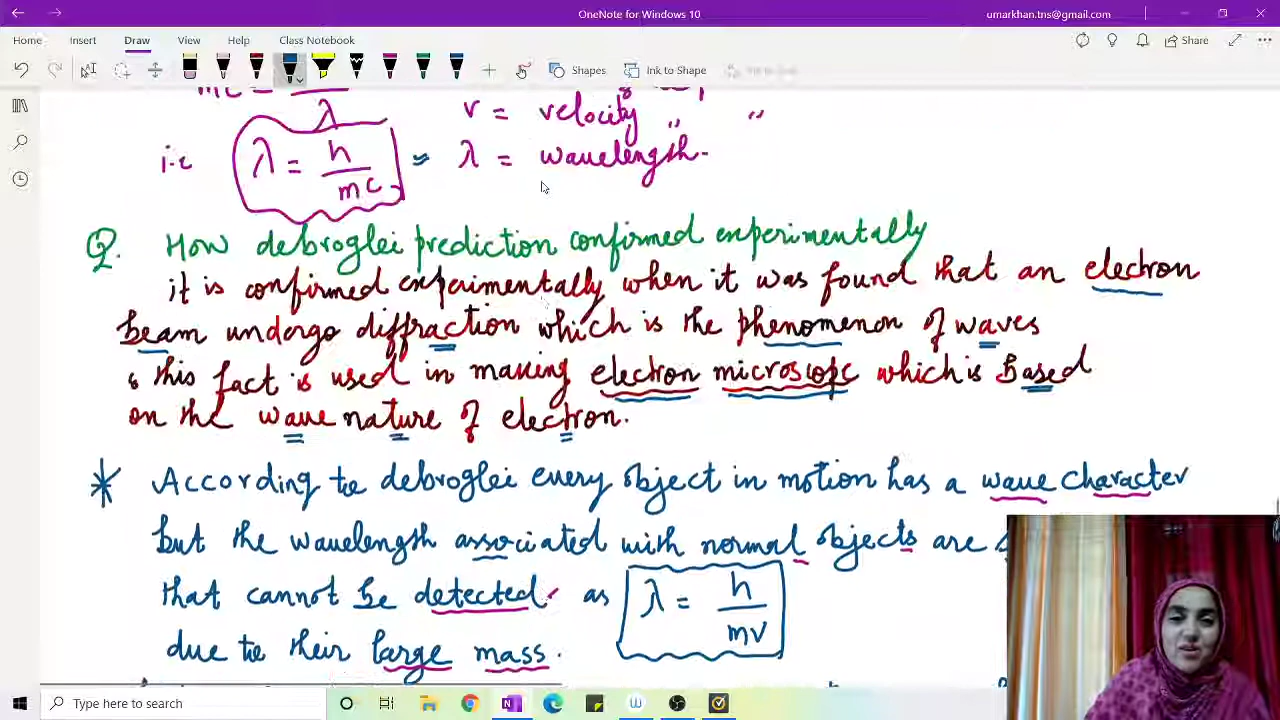 OneNote for Windows 10
umarkhan.tns@gmail.com
Home Insert Draw View Help Class Notebook
Share
Shapes Ink to Shape
mc =
λ
v = velocity " "
i.e λ = h/mc
λ = wavelength.
Q. How debroglei prediction confirmed experimentally
it is confirmed experimentally when it was found that an electron
beam undergo diffraction which is the phenomenon of waves
& this fact is used in making electron microscope which is based
on the wave nature of electron.
* According to debroglei every object in motion has a wave character
but the wavelength associated with normal objects are
that cannot be detected as λ = h/mv
due to their large mass.
Type here to search